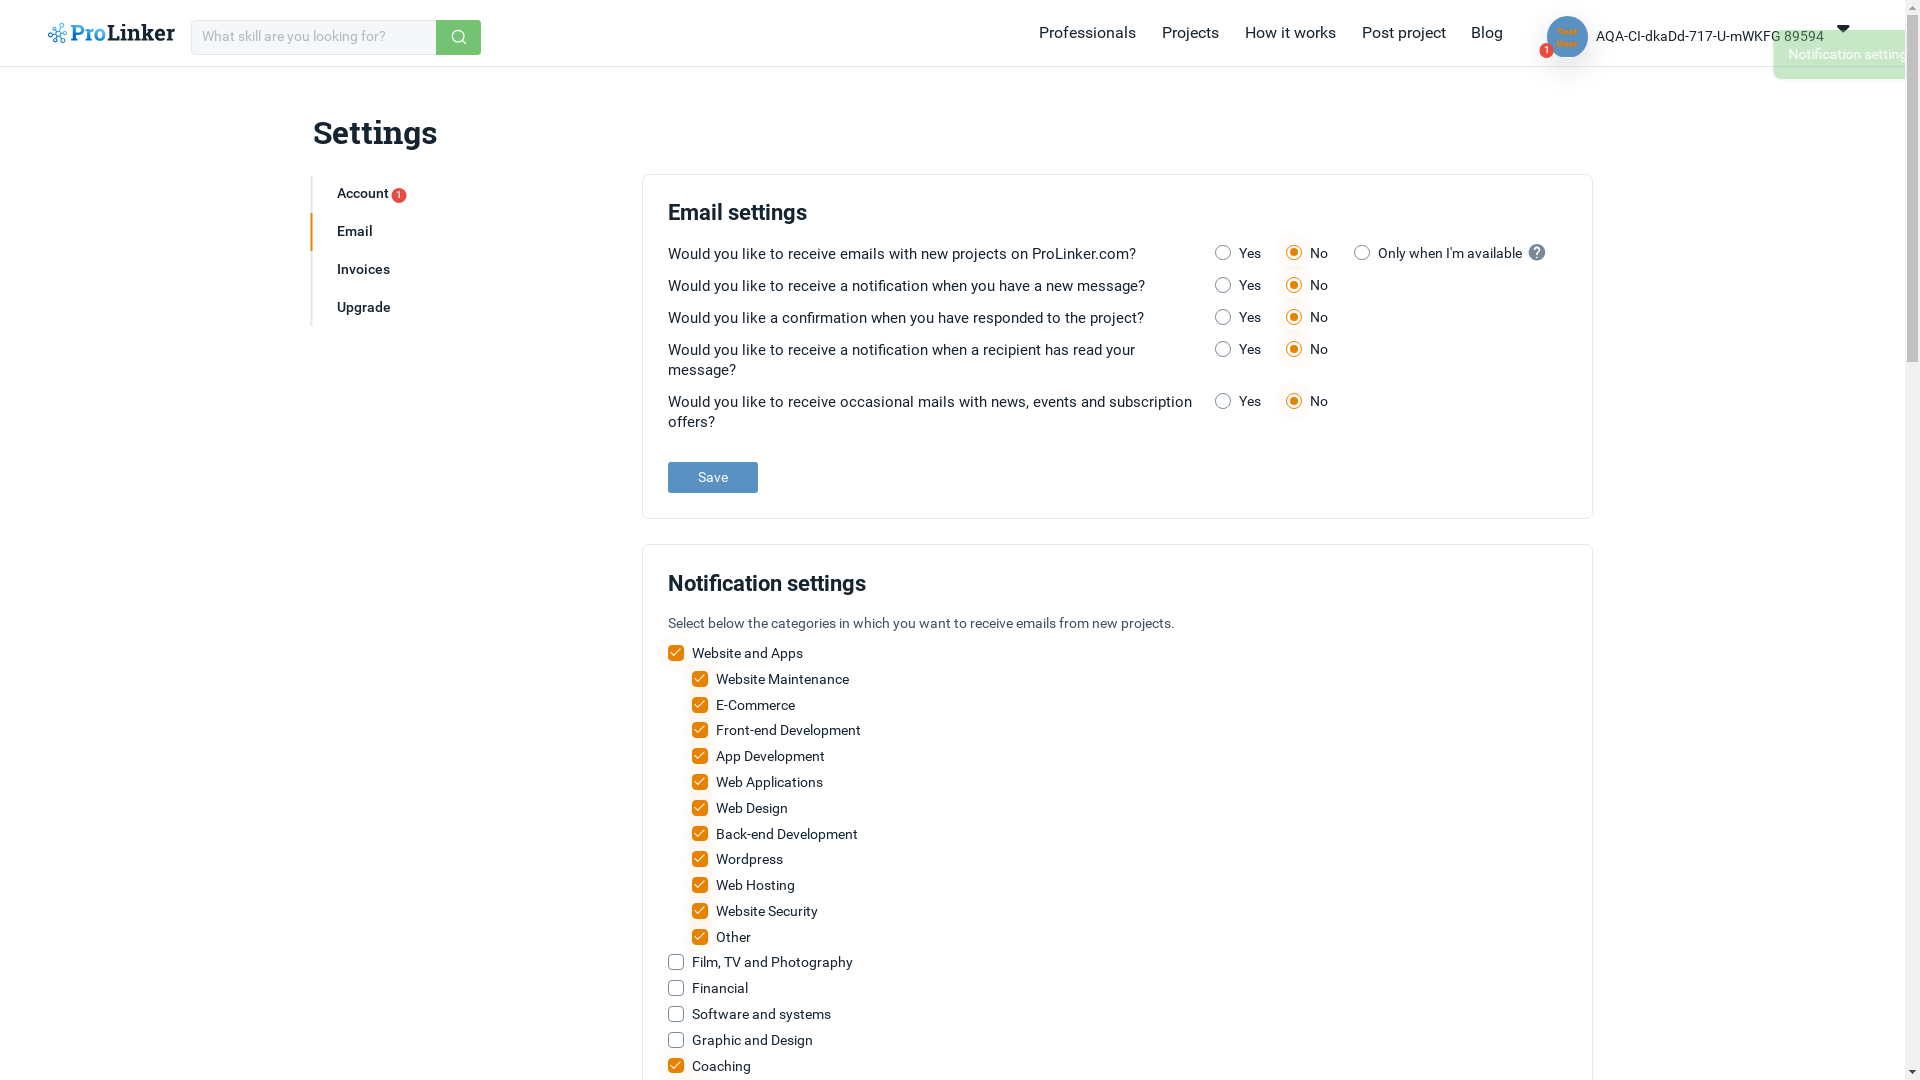 ProLinker
What skill are you looking for?
Professionals
Projects
How it works
Post project
Blog
Test
User
1
AQA-CI-dkaDd-717-U-mWKFG 89594
Notification setting
Settings
Account 1
Email
Invoices
Upgrade
Email settings
Would you like to receive emails with new projects on ProLinker.com?
Yes
No
Only when I'm available
?
Would you like to receive a notification when you have a new message?
Yes
No
Would you like a confirmation when you have responded to the project?
Yes
No
Would you like to receive a notification when a recipient has read your
message?
Yes
No
Would you like to receive occasional mails with news, events and subscription
offers?
Yes
No
Save
Notification settings
Select below the categories in which you want to receive emails from new projects.
Website and Apps
Website Maintenance
E-Commerce
Front-end Development
App Development
Web Applications
Web Design
Back-end Development
Wordpress
Web Hosting
Website Security
Other
Film, TV and Photography
Financial
Software and systems
Graphic and Design
Coaching